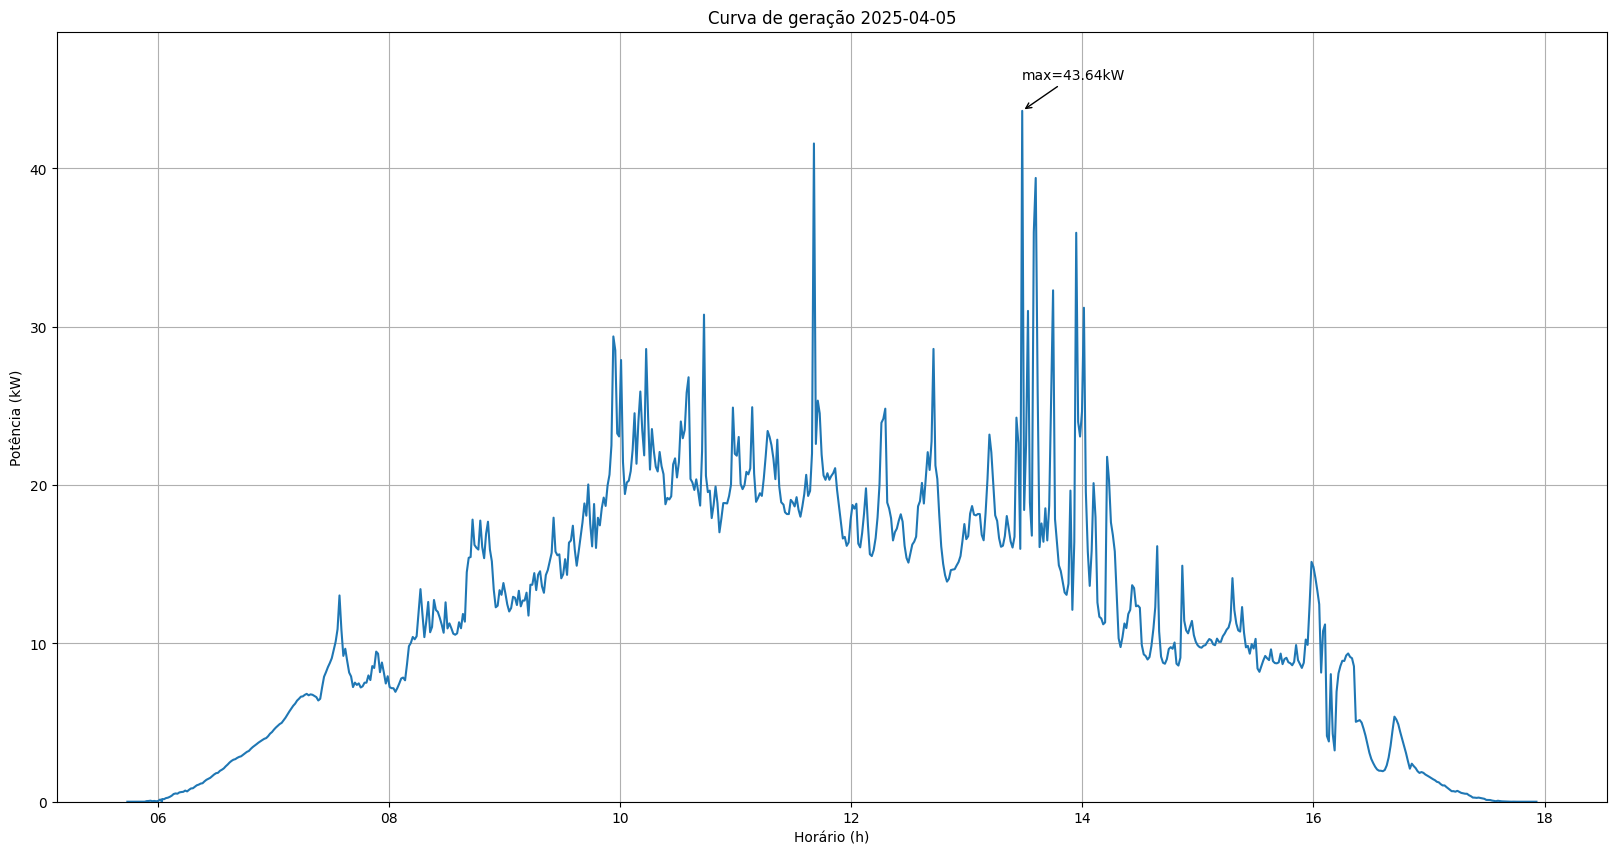 Curva de geração 2025-04-05
max=43.64kW
40
30
20
10
0
Potência (kW)
06 08 10 12 14 16 18
Horário (h)